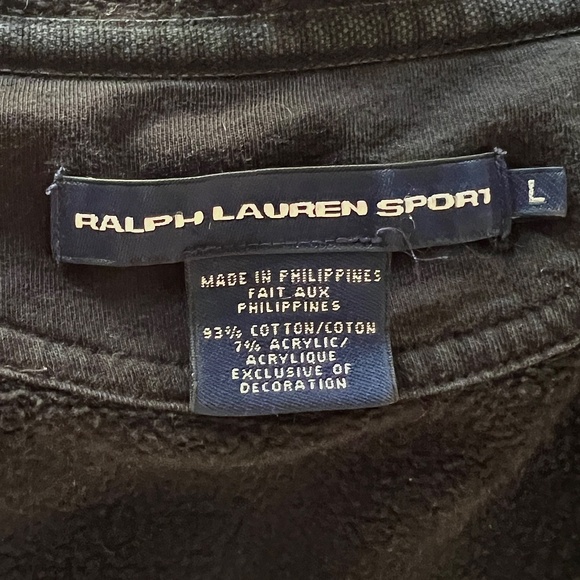 RALPH LAUREN SPORT
L
MADE IN PHILIPPINES
FAIT AUX
PHILIPPINES
93% COTTON/COTON
7% ACRYLIC/
ACRYLIQUE
EXCLUSIVE OF
DECORATION